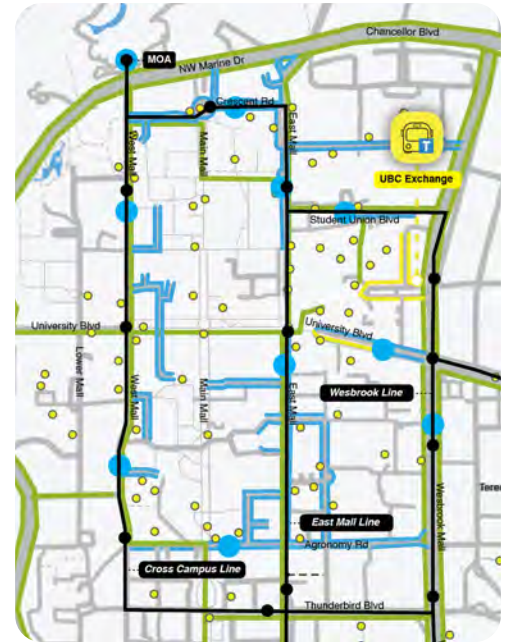 Chancellor Blvd
MOA
NW Marine Dr
Crescent Rd
East Mall
West Mall
Main Mall
T
UBC Exchange
Student Union Blvd
University Blvd
University Blvd
Lower Mall
West Mall
Main Mall
East Mall
Wesbrook Line
Wesbrook Mall
East Mall Line
Agronomy Rd
Cross Campus Line
Thunderbird Blvd